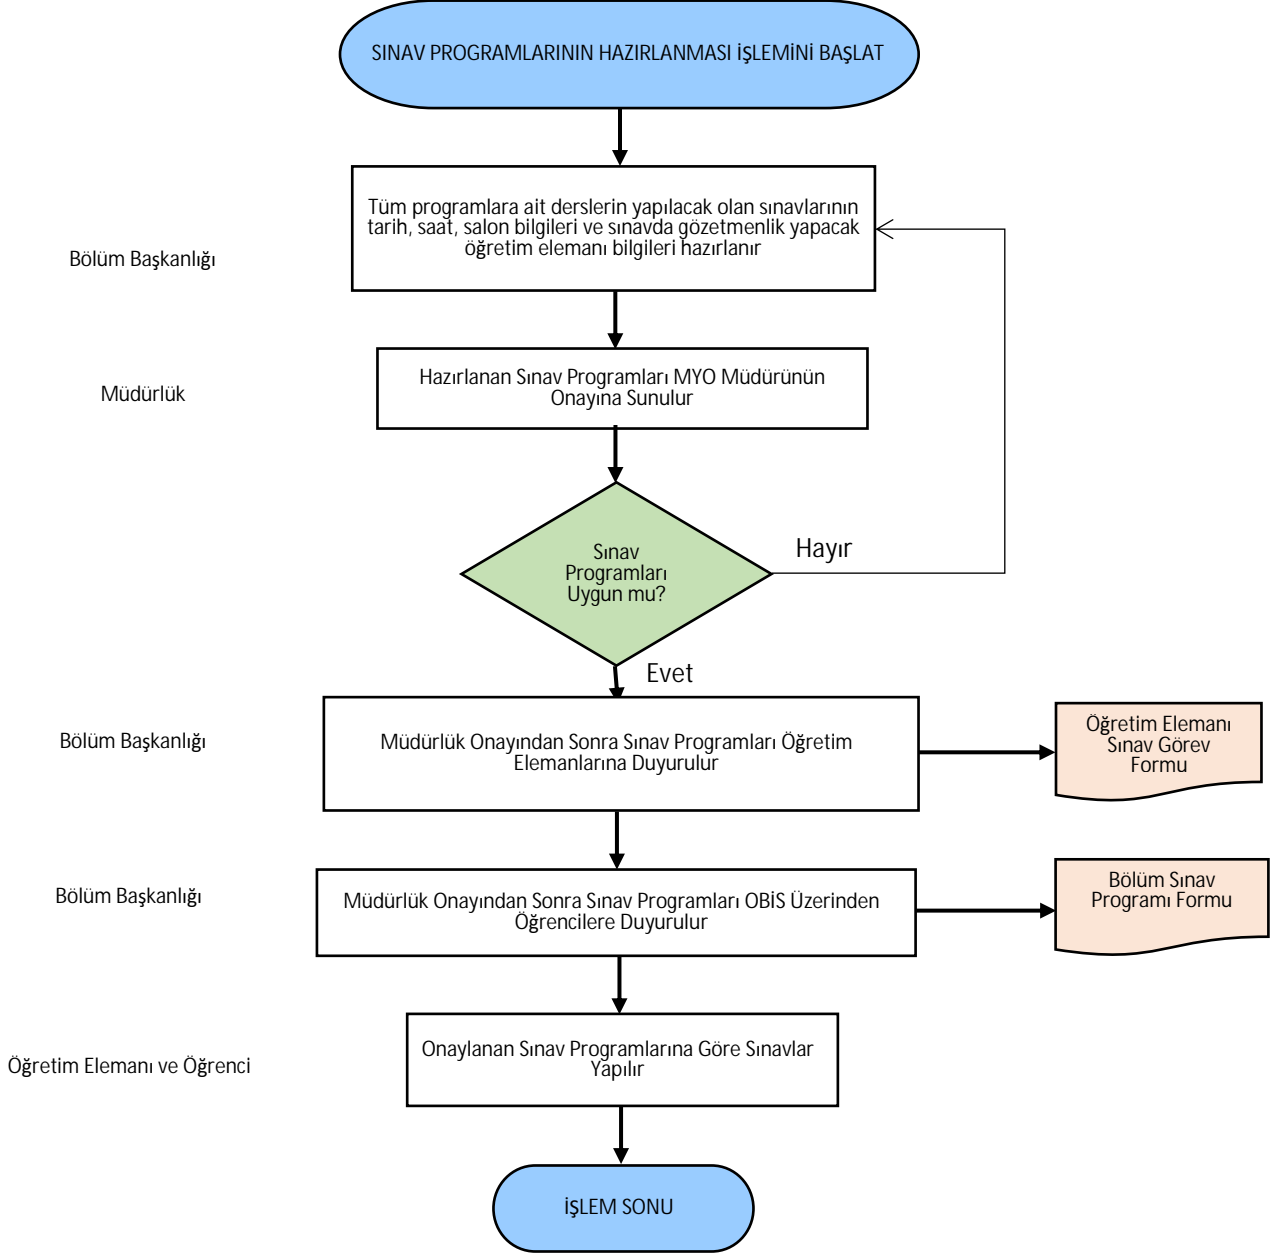 SINAV PROGRAMLARININ HAZIRLANMASI İŞLEMİNİ BAŞLAT
Tüm programlara ait derslerin yapılacak olan sınavlarının
tarih, saat, salon bilgileri ve sınavda gözetmenlik yapacak
öğretim elemanı bilgileri hazırlanır
Bölüm Başkanlığı
Hazırlanan Sınav Programları MYO Müdürünün
Onayına Sunulur
Müdürlük
Sınav
Programları
Uygun mu?
Hayır
Evet
Bölüm Başkanlığı
Müdürlük Onayından Sonra Sınav Programları Öğretim
Elemanlarına Duyurulur
Öğretim Elemanı
Sınav Görev
Formu
Bölüm Başkanlığı
Müdürlük Onayından Sonra Sınav Programları OBİS Üzerinden
Öğrencilere Duyurulur
Bölüm Sınav
Programı Formu
Öğretim Elemanı ve Öğrenci
Onaylanan Sınav Programlarına Göre Sınavlar
Yapılır
İŞLEM SONU